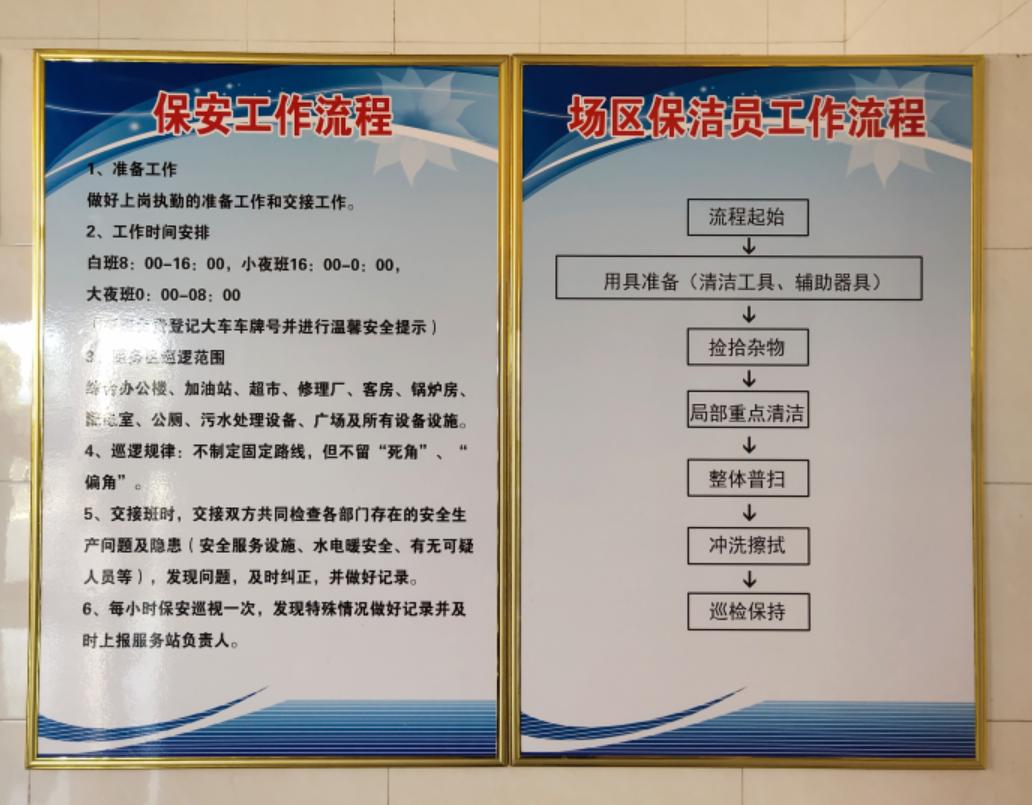 保安工作流程
1、准备工作
做好上岗执勤的准备工作和交接工作。
2、工作时间安排
白班8：00-16：00，小夜班16：00-0：00，
大夜班0：00-08：00
登记大车车牌号并进行温馨安全提示）
3、服务区巡逻范围
办公楼、加油站、超市、修理厂、客房、锅炉房、
室、公厕、污水处理设备、广场及所有设备设施。
4、巡逻规律：不制定固定路线，但不留“死角”、“
偏角”。
5、交接班时，交接双方共同检查各部门存在的安全生
产问题及隐患（安全服务设施、水电暖安全、有无可疑
人员等），发现问题，及时纠正，并做好记录。
6、每小时保安巡视一次，发现特殊情况做好记录并及
时上报服务站负责人。
场区保洁员工作流程
流程起始
用具准备（清洁工具、辅助器具）
捡拾杂物
局部重点清洁
整体普扫
冲洗擦拭
巡检保持